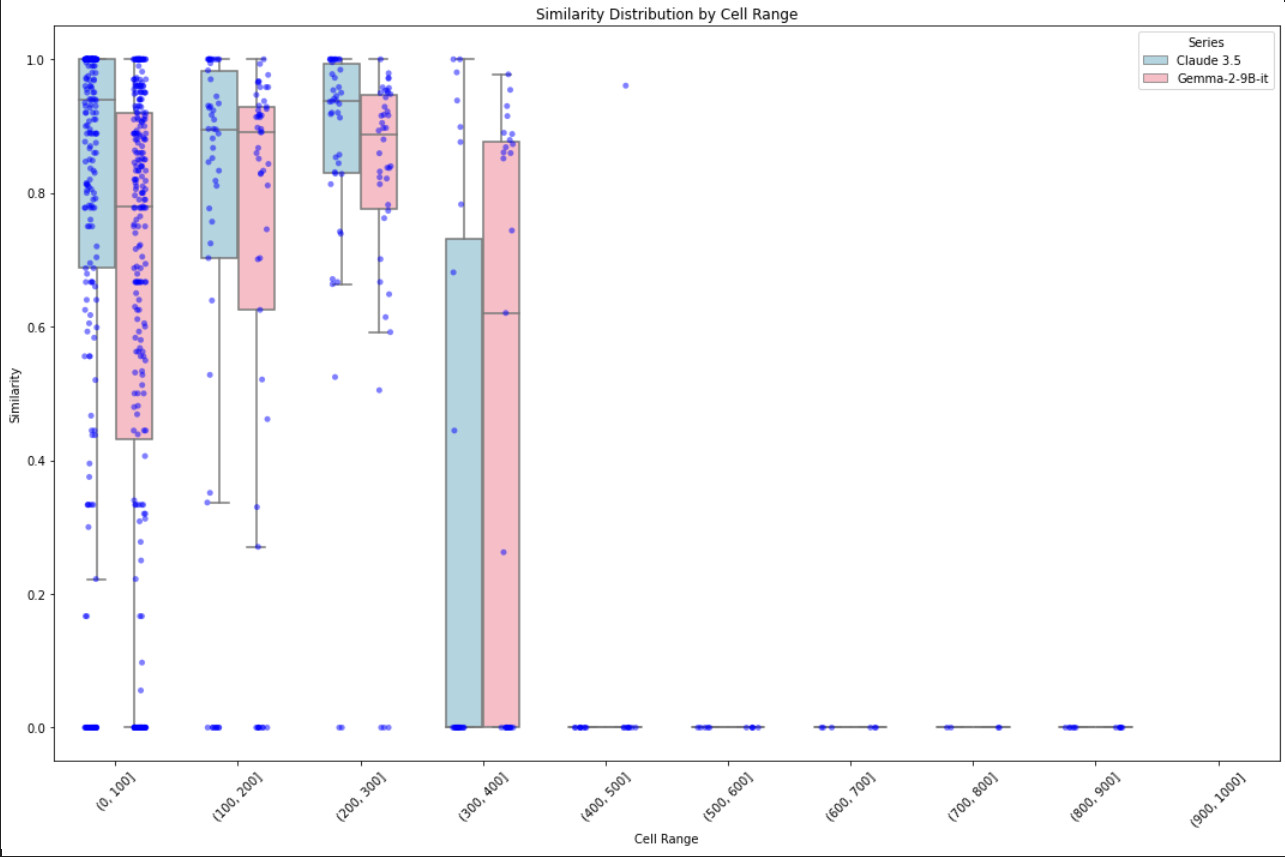 Similarity Distribution by Cell Range
Series
Claude 3.5
Gemma-2-9B-it
1.0
0.8
0.6
0.4
0.2
0.0
Similarity
(0, 100]
(100, 200]
(200, 300]
(300, 400]
(400, 500]
(500, 600]
(600, 700]
(700, 800]
(800, 900]
(900, 1000]
Cell Range